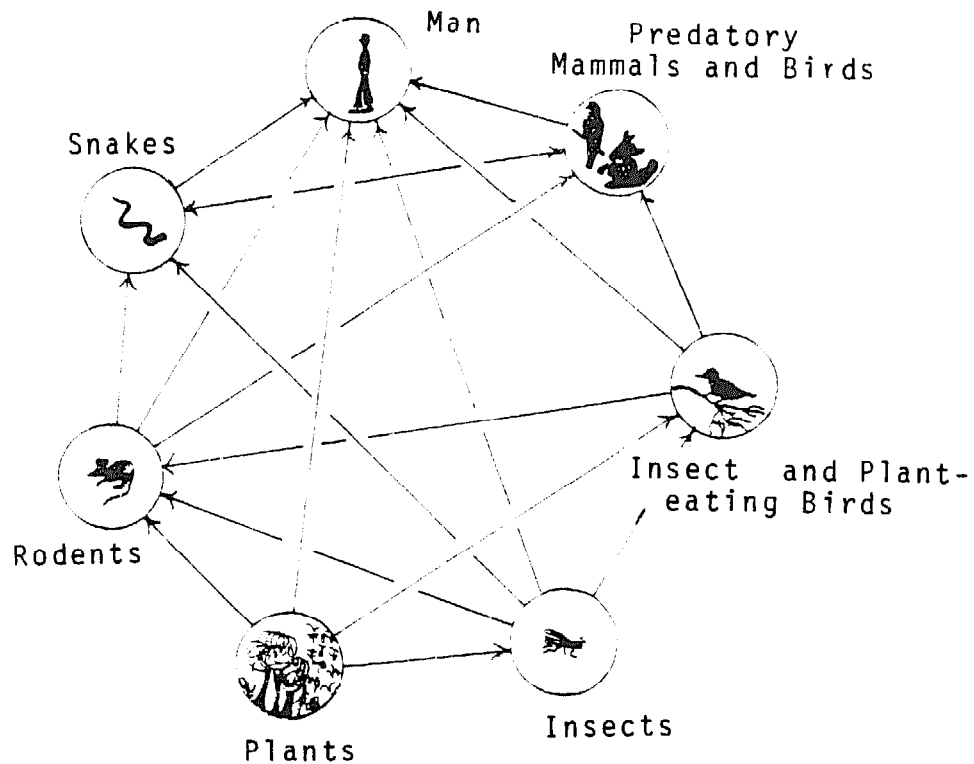 Man
Predatory
Mammals and Birds
Snakes
Insect and Plant-
eating Birds
Rodents
Insects
Plants